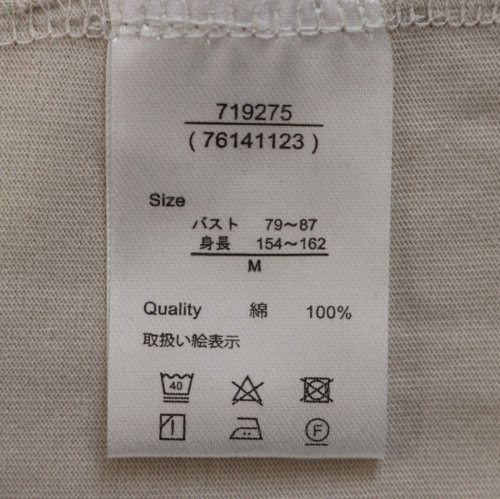 719275
( 76141123 )
Size
バスト 79～87
身長 154～162
M
Quality 綿 100%
取扱い絵表示
40
F